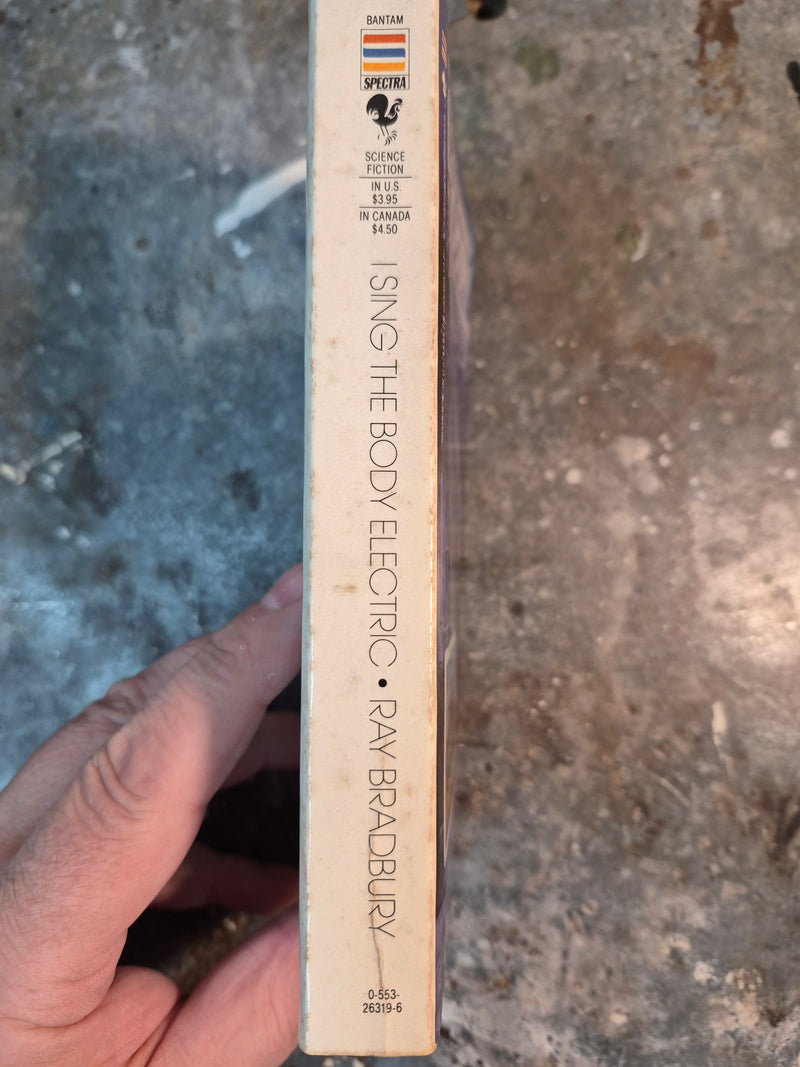 BANTAM
SPECTRA
SCIENCE
FICTION
IN U.S.
$3.95
IN CANADA
$4.50
I SING THE BODY ELECTRIC • RAY BRADBURY
0-553-
26319-6